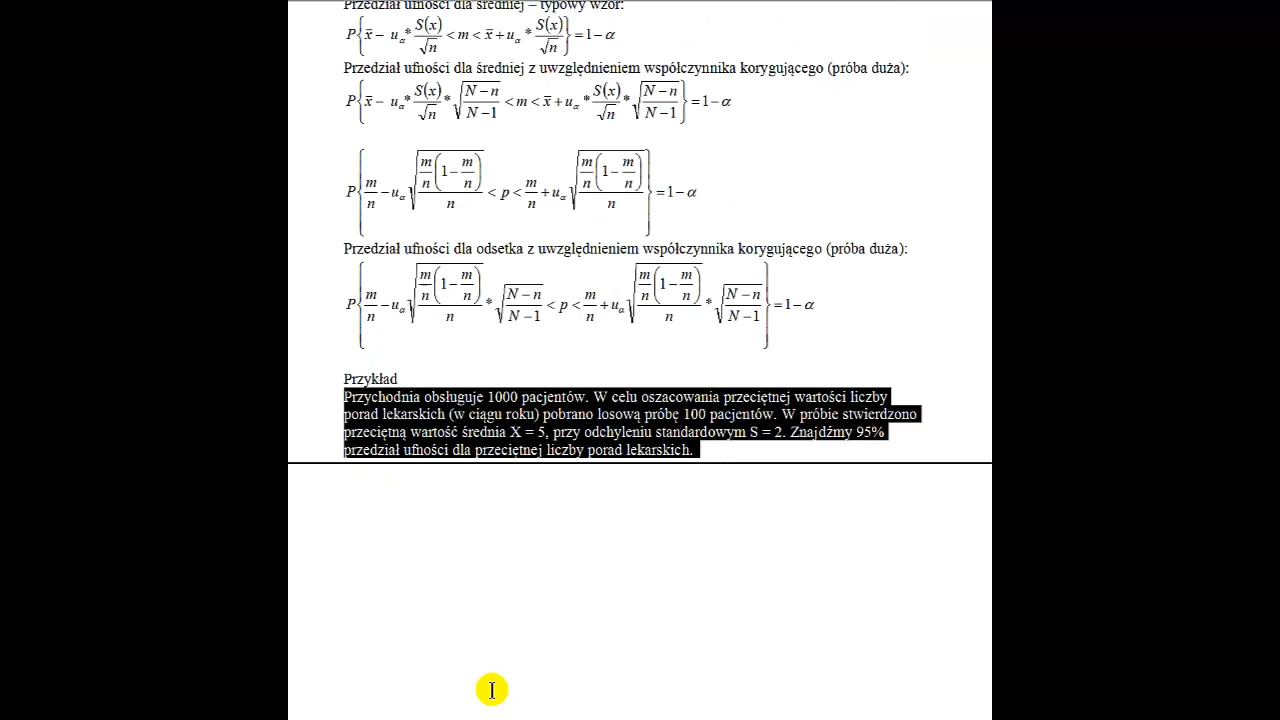 Przedział ufności dla średniej – typowy wzór:
P{x̄ − u_α * S(x)/√n < m < x̄ + u_α * S(x)/√n} = 1 − α
Przedział ufności dla średniej z uwzględnieniem współczynnika korygującego (próba duża):
P{x̄ − u_α * S(x)/√n * √((N−n)/(N−1)) < m < x̄ + u_α * S(x)/√n * √((N−n)/(N−1))} = 1 − α
P{m/n − u_α √(m/n(1 − m/n)/n) < p < m/n + u_α √(m/n(1 − m/n)/n)} = 1 − α
Przedział ufności dla odsetka z uwzględnieniem współczynnika korygującego (próba duża):
P{m/n − u_α √(m/n(1 − m/n)/n) * √((N−n)/(N−1)) < p < m/n + u_α √(m/n(1 − m/n)/n) * √((N−n)/(N−1))} = 1 − α
Przykład
Przychodnia obsługuje 1000 pacjentów. W celu oszacowania przeciętnej wartości liczby
porad lekarskich (w ciągu roku) pobrano losową próbę 100 pacjentów. W próbie stwierdzono
przeciętną wartość średnia X = 5, przy odchyleniu standardowym S = 2. Znajdźmy 95%
przedział ufności dla przeciętnej liczby porad lekarskich.